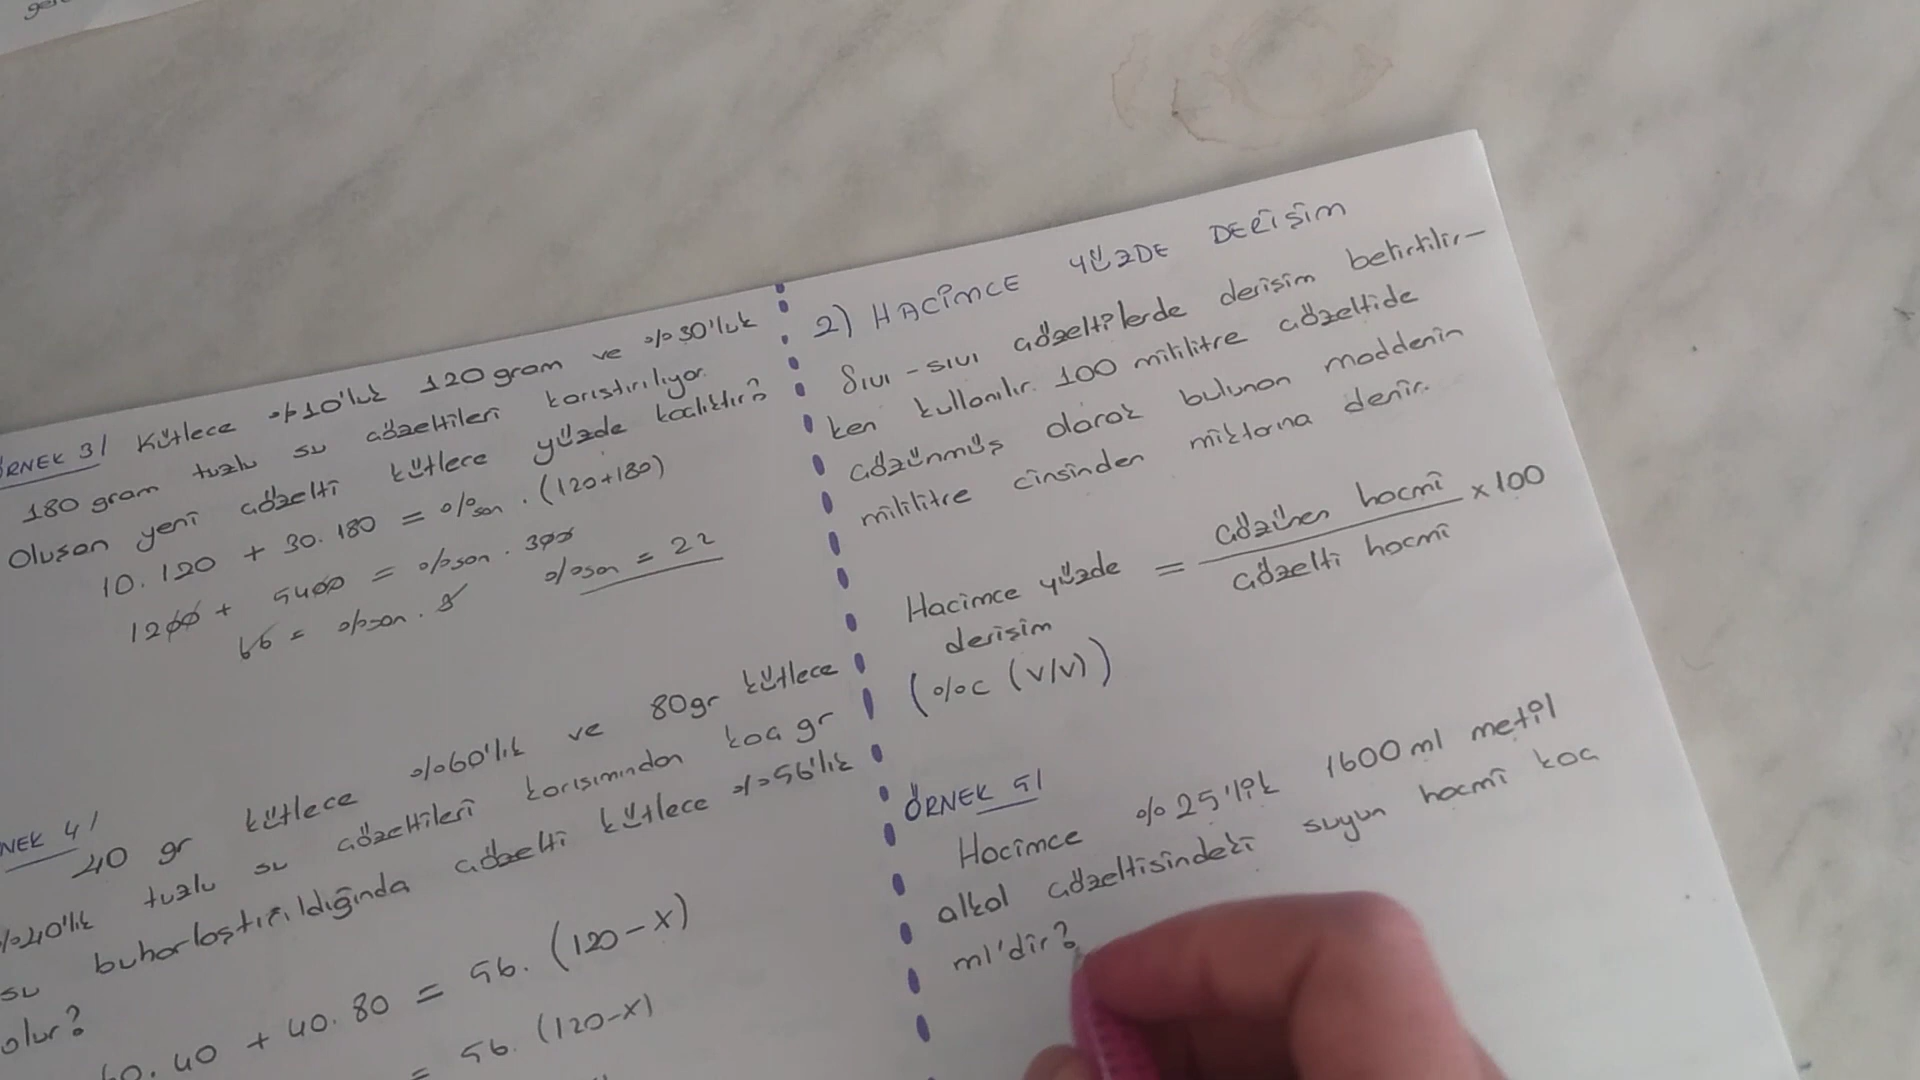 ger
ÖRNEK 3/ Kütlece %10'luk 120 gram ve %30'luk
180 gram tuzlu su çözeltileri karıştırılıyor.
Oluşan yeni çözelti kütlece yüzde kaçlıktır?
10.120 + 30.180 = %son . (120+180)
1200 + 5400 = %son . 300
66 = %son . 3 %son = 22
NEK 4/
40 gr kütlece %60'lık ve 80gr kütlece
%40'lık tuzlu su çözeltileri karışımından kaç gr
su buharlaştırıldığında çözelti kütlece %56'lık
olur?
60.40 + 40.80 = 56. (120-x)
= 56. (120-x)
2) HACİMCE YÜZDE DERİŞİM
Sıvı - sıvı çözeltilerde derişim belirtilir-
ken kullanılır. 100 mililitre çözeltide
çözünmüş olarak bulunan maddenin
mililitre cinsinden miktarına denir.
Hacimce yüzde derişim = çözünen hacmi / çözelti hacmi x 100
(%C (V/V))
ÖRNEK 5/
Hacimce %25'lik 1600 ml metil
alkol çözeltisindeki suyun hacmi kaç
ml'dir?